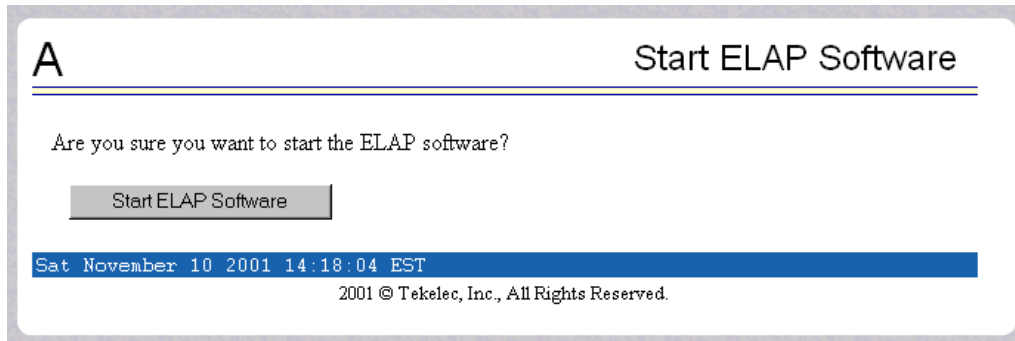 A
Start ELAP Software
Are you sure you want to start the ELAP software?
Start ELAP Software
Sat November 10 2001 14:18:04 EST
2001 © Tekelec, Inc., All Rights Reserved.